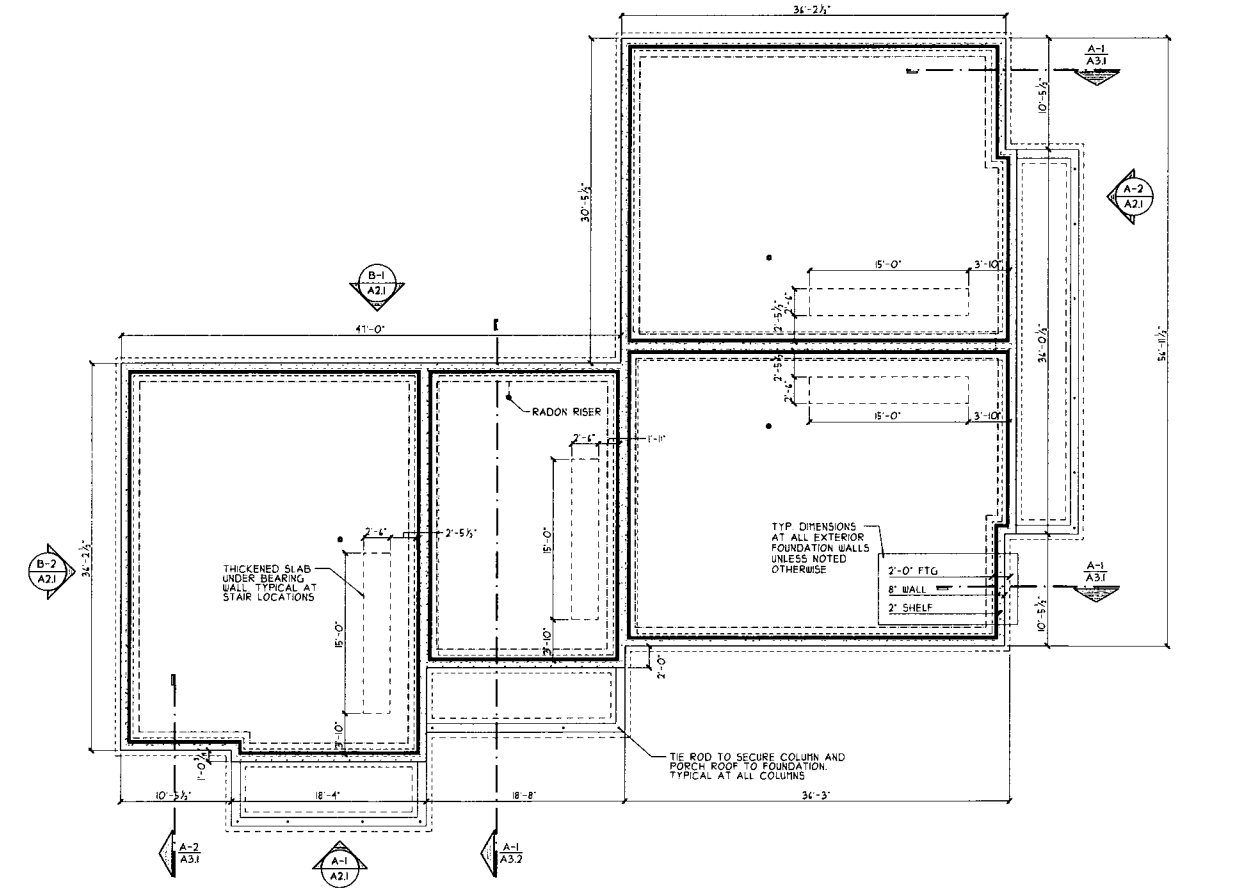 36'-2½"
A-1
A3.1
10'-5½"
A-2
A2.1
30'-5½"
15'-0"
3'-10"
2'-6"
2'-5½"
B-1
A2.1
47'-0"
36'-0½"
56'-11½"
2'-5½"
2'-6"
15'-0"
3'-10"
RADON RISER
2'-6"
1'-11"
15'-0"
3'-10"
2'-6"
2'-5½"
THICKENED SLAB
UNDER BEARING
WALL, TYPICAL AT
STAIR LOCATIONS
15'-0"
3'-10"
B-2
A2.1
36'-2½"
TYP. DIMENSIONS
AT ALL EXTERIOR
FOUNDATION WALLS
UNLESS NOTED
OTHERWISE
2'-0" FTG
8" WALL
2" SHELF
A-1
A3.1
10'-5½"
2'-0"
TIE ROD TO SECURE COLUMN AND
PORCH ROOF TO FOUNDATION.
TYPICAL AT ALL COLUMNS
10'-5½"
18'-4"
18'-8"
36'-3"
A-2
A3.1
A-1
A2.1
A-1
A3.2